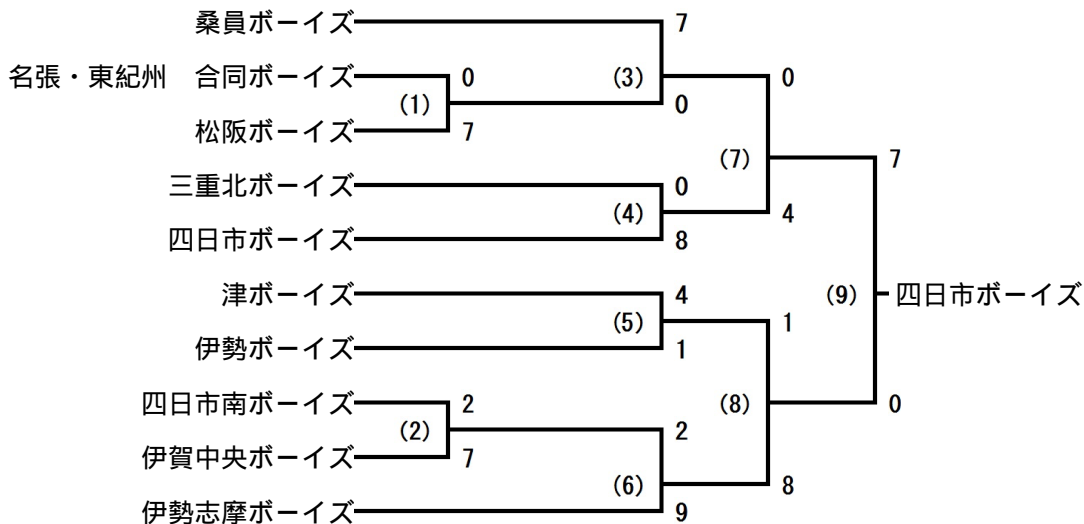 桑員ボーイズ 7
名張・東紀州　合同ボーイズ 0 (3) 0
(1) 0
松阪ボーイズ 7
(7) 7
三重北ボーイズ 0
(4) 4
四日市ボーイズ 8
津ボーイズ 4 (9) 四日市ボーイズ
(5) 1
伊勢ボーイズ 1
四日市南ボーイズ 2 (8) 0
(2) 2
伊賀中央ボーイズ 7
(6) 8
伊勢志摩ボーイズ 9